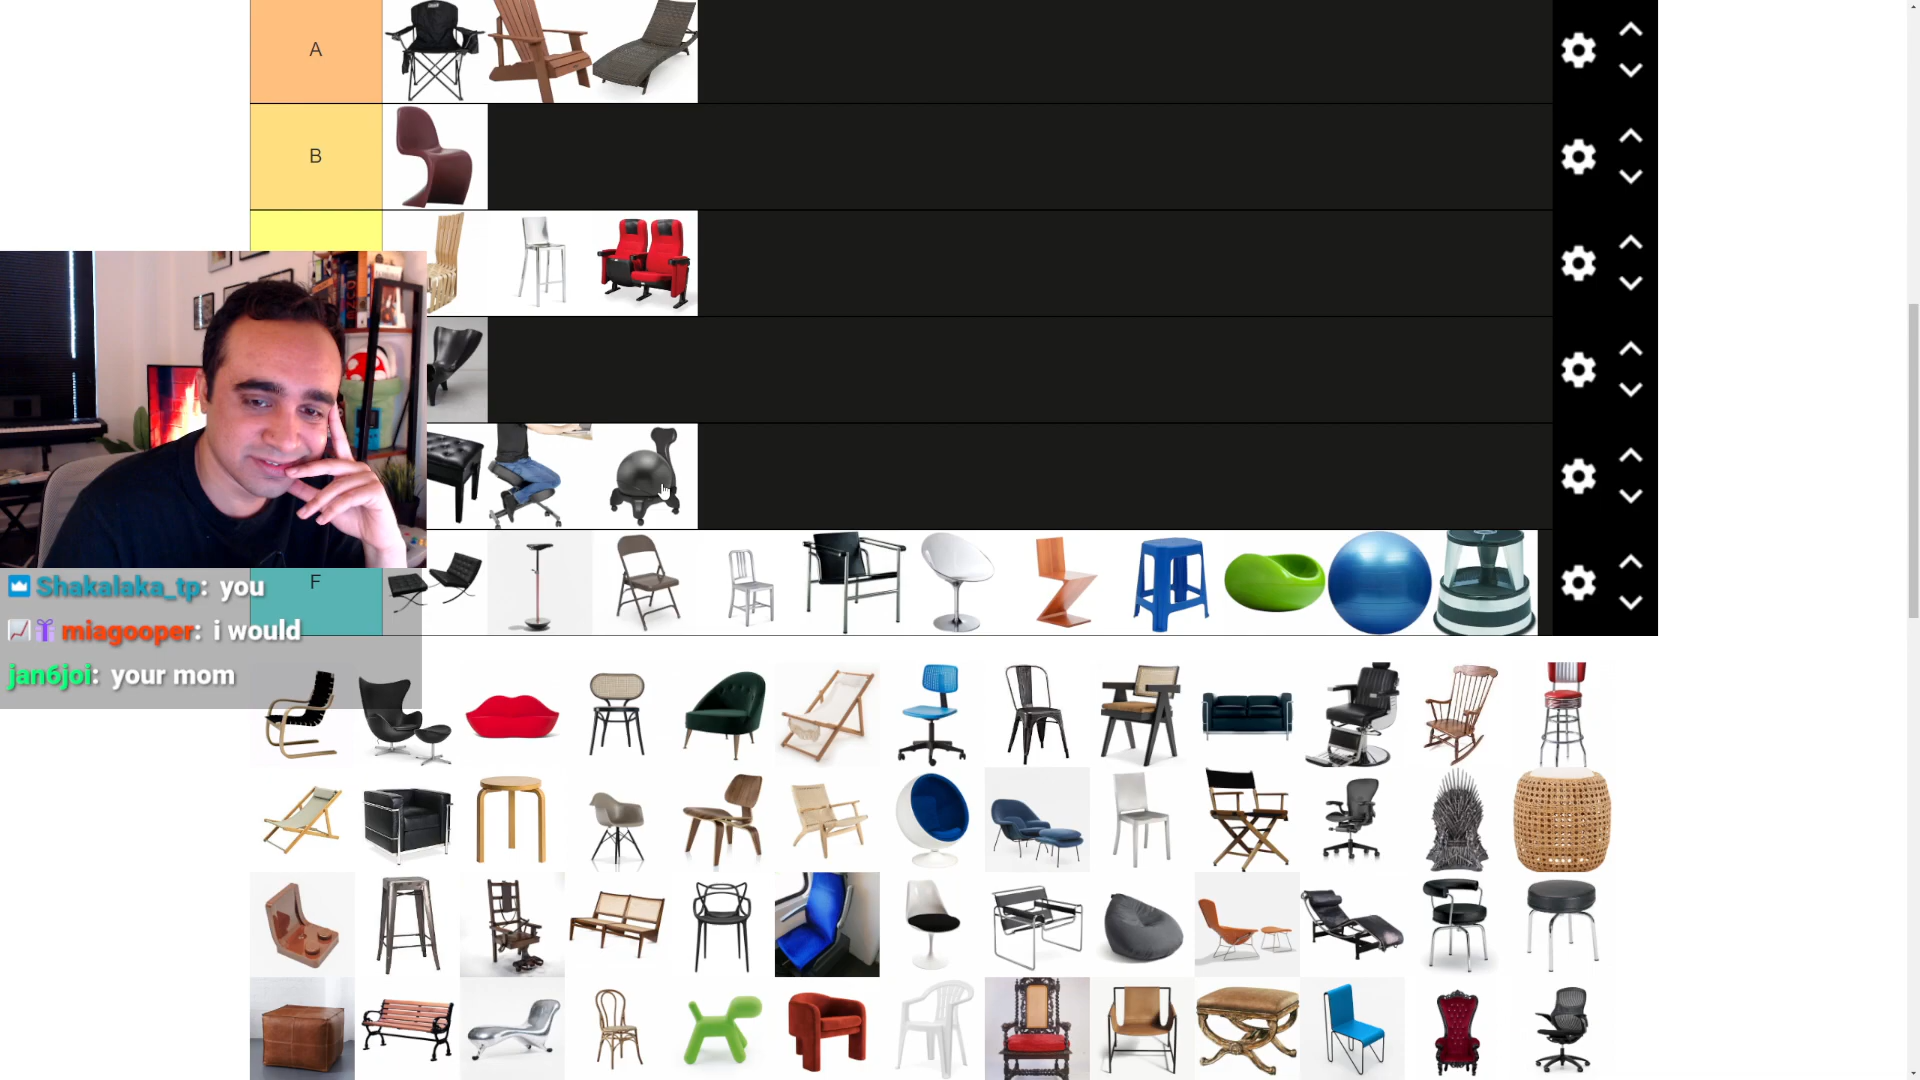 A
B
F
Shakalaka_tp: you
miagooper: i would
jan6joi: your mom